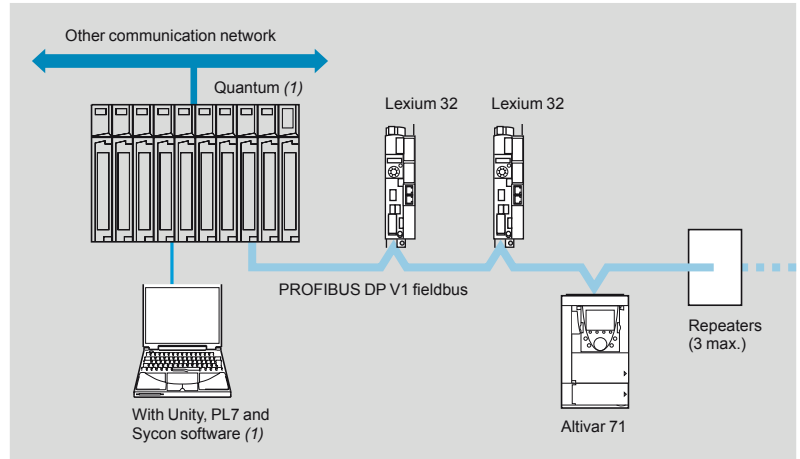 Other communication network
Quantum (1)
Lexium 32
Lexium 32
PROFIBUS DP V1 fieldbus
Repeaters
(3 max.)
With Unity, PL7 and
Sycon software (1)
Altivar 71